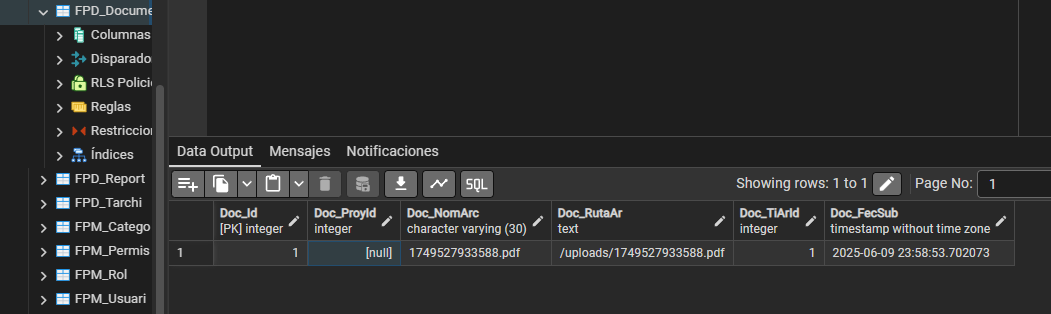 FPD_Docume
Columnas
Disparado
RLS Policie
Reglas
Restriccion
Índices
FPD_Report
FPD_Tarchi
FPM_Catego
FPM_Permis
FPM_Rol
FPM_Usuari
Data Output Mensajes Notificaciones
SQL Showing rows: 1 to 1 Page No: 1
Doc_Id Doc_ProyId Doc_NomArc Doc_RutaAr Doc_TiArId Doc_FecSub
[PK] integer integer character varying (30) text integer timestamp without time zone
1 1 [null] 1749527933588.pdf /uploads/1749527933588.pdf 1 2025-06-09 23:58:53.702073